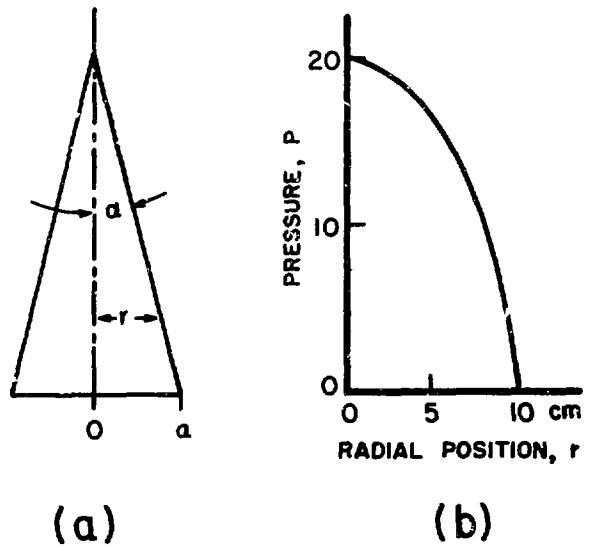 α
r
0
a
(a)
PRESSURE, P
20
10
0
0 5 10 cm
RADIAL POSITION, r
(b)